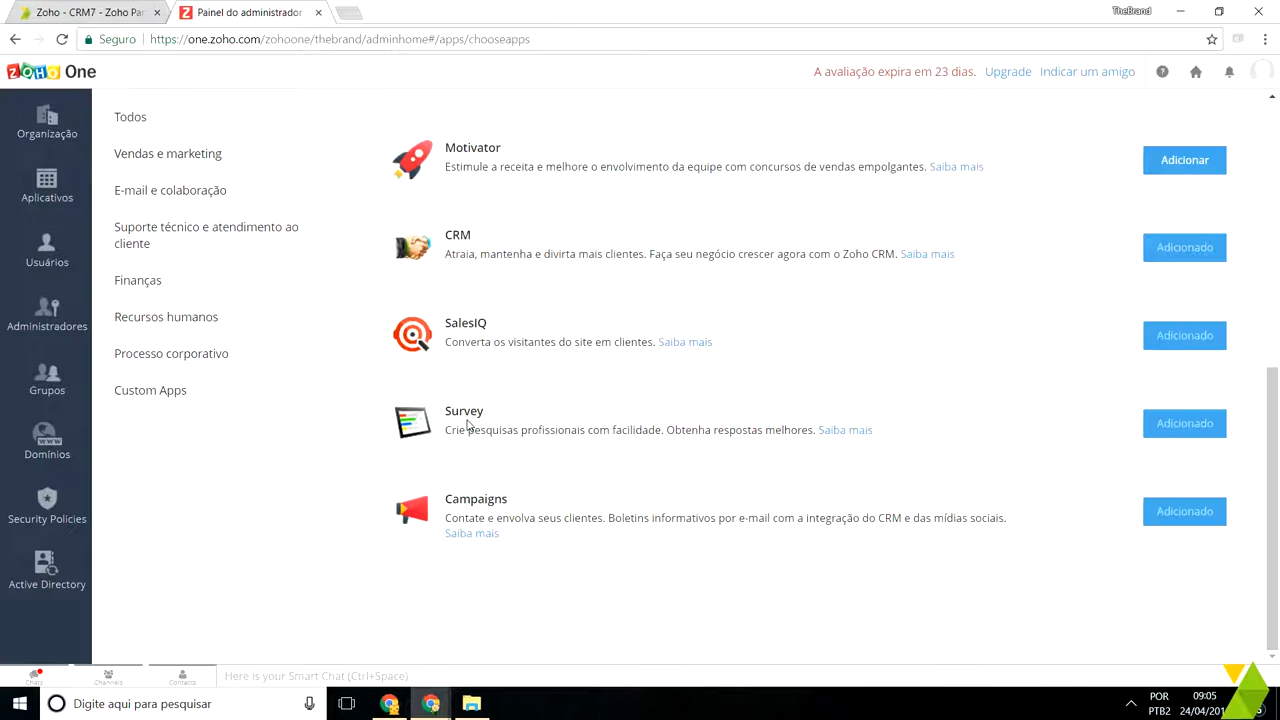 Zoho - CRM7 - Zoho Par
Painel do administrador
TheBrand
Seguro
https://one.zoho.com/zohoone/thebrand/adminhome#/apps/chooseapps
ZOHO One
A avaliação expira em 23 dias. Upgrade Indicar um amigo
Organização
Aplicativos
Usuários
Administradores
Grupos
Domínios
Security Policies
Active Directory
Todos
Vendas e marketing
E-mail e colaboração
Suporte técnico e atendimento ao
cliente
Finanças
Recursos humanos
Processo corporativo
Custom Apps
Motivator
Estimule a receita e melhore o envolvimento da equipe com concursos de vendas empolgantes. Saiba mais
Adicionar
CRM
Atraia, mantenha e divirta mais clientes. Faça seu negócio crescer agora com o Zoho CRM. Saiba mais
Adicionado
SalesIQ
Converta os visitantes do site em clientes. Saiba mais
Adicionado
Survey
Crie pesquisas profissionais com facilidade. Obtenha respostas melhores. Saiba mais
Adicionado
Campaigns
Contate e envolva seus clientes. Boletins informativos por e-mail com a integração do CRM e das mídias sociais.
Saiba mais
Adicionado
Chats
Channels
Contacts
Here is your Smart Chat (Ctrl+Space)
Digite aqui para pesquisar
POR
PTB2
09:05